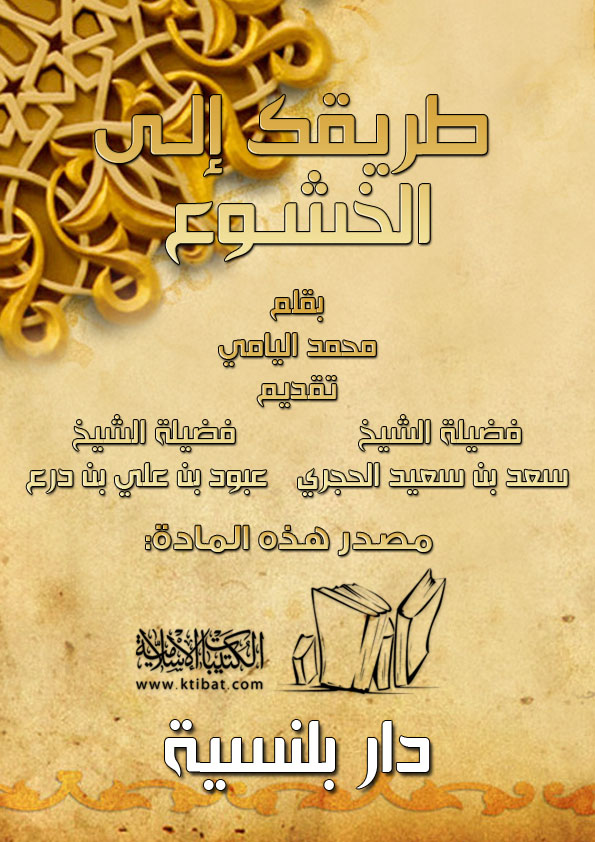 طريقك إلى
الخشوع
بقلم
محمد اليامي
تقديم
فضيلة الشيخ
سعد بن سعيد الحجري
فضيلة الشيخ
عبود بن علي بن درع
مصدر هذه المادة:
الكتيبات الإسلامية
www.ktibat.com
دار بلنسية